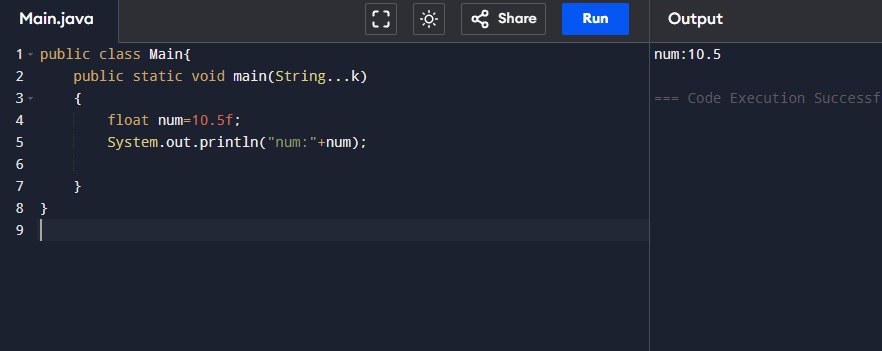 Main.java
Share
Run
Output
1 public class Main{
2 public static void main(String...k)
3 {
4 float num=10.5f;
5 System.out.println("num:"+num);
6
7 }
8 }
9
num:10.5
=== Code Execution Successf